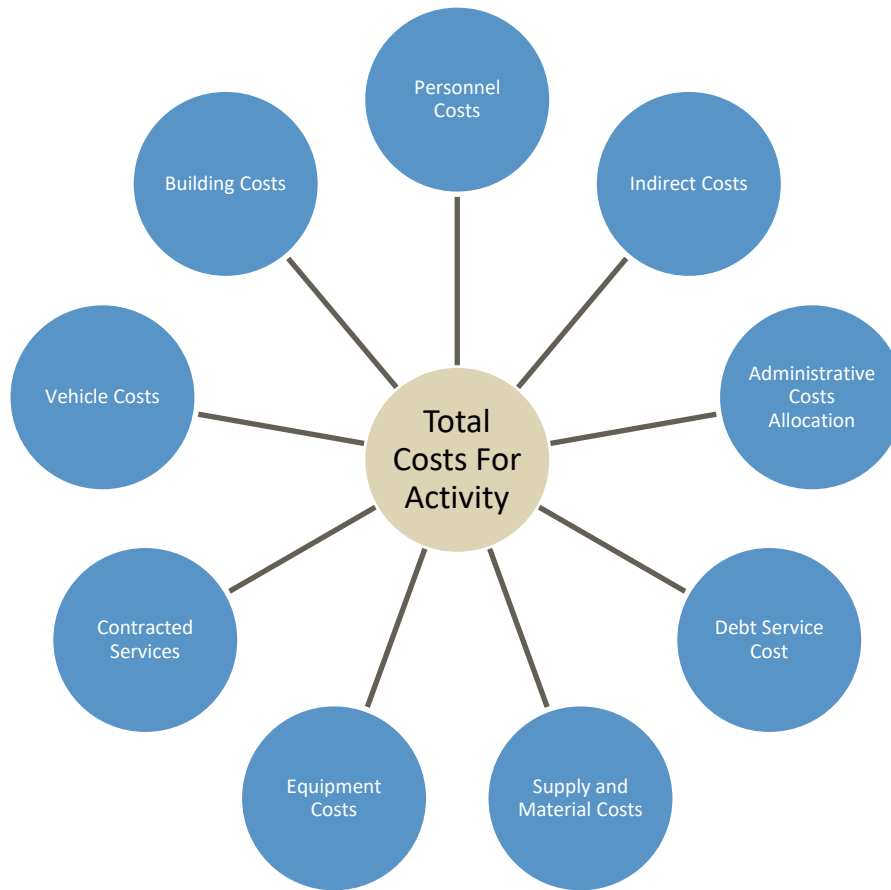 Personnel
Costs
Indirect Costs
Administrative
Costs
Allocation
Debt Service
Cost
Supply and
Material Costs
Equipment
Costs
Contracted
Services
Vehicle Costs
Building Costs
Total
Costs For
Activity